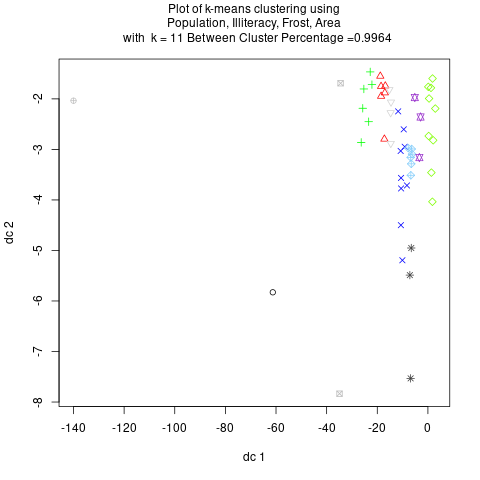 Plot of k-means clustering using
Population, Illiteracy, Frost, Area
with k = 11 Between Cluster Percentage =0.9964
-2
-3
-4
-5
-6
-7
-8
dc 2
-140 -120 -100 -80 -60 -40 -20 0
dc 1